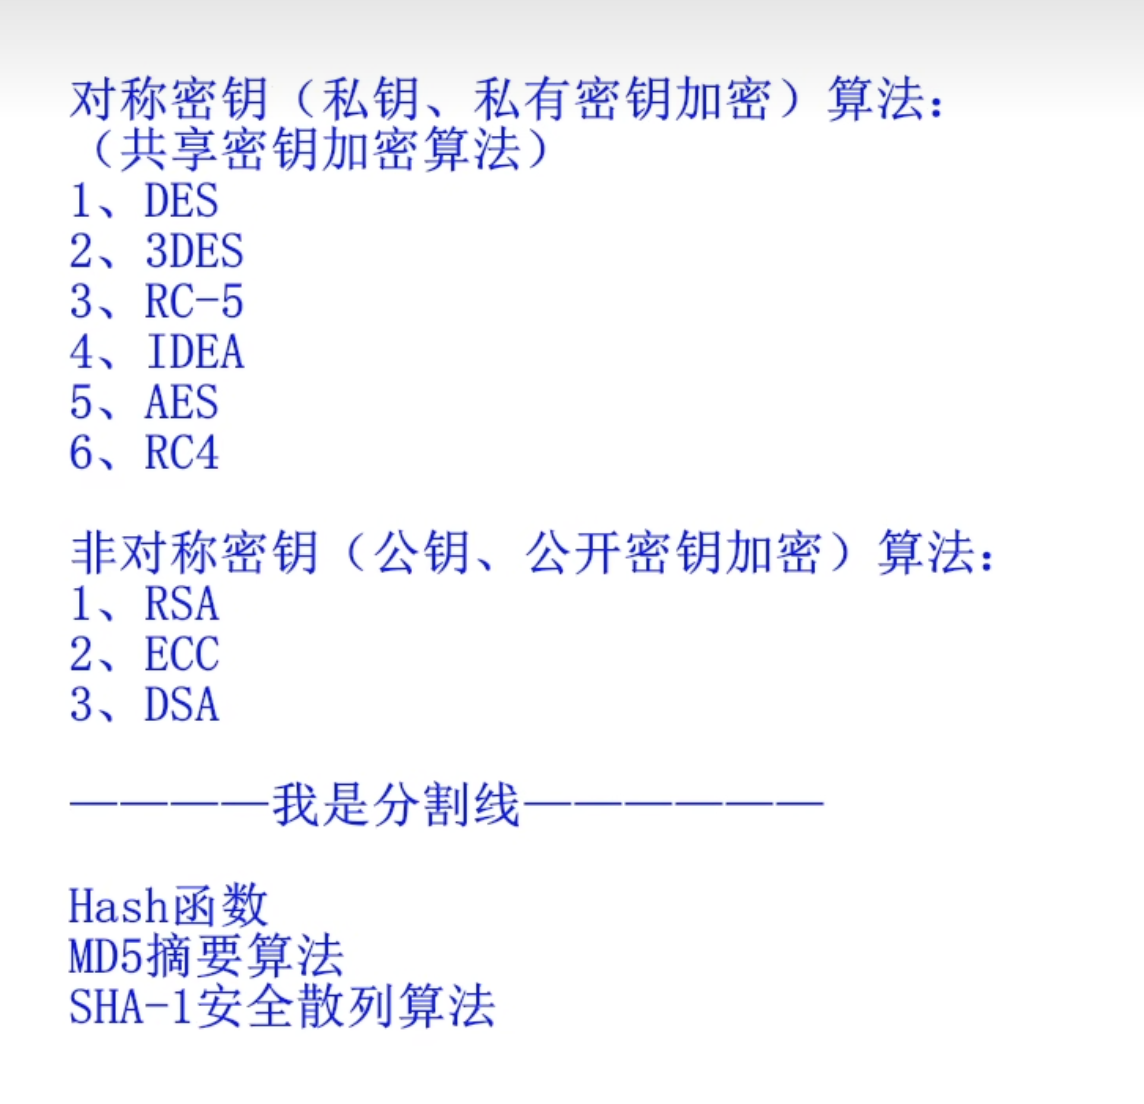 对称密钥（私钥、私有密钥加密）算法：
（共享密钥加密算法）
1、DES
2、3DES
3、RC-5
4、IDEA
5、AES
6、RC4
非对称密钥（公钥、公开密钥加密）算法：
1、RSA
2、ECC
3、DSA
————我是分割线——————
Hash函数
MD5摘要算法
SHA-1安全散列算法